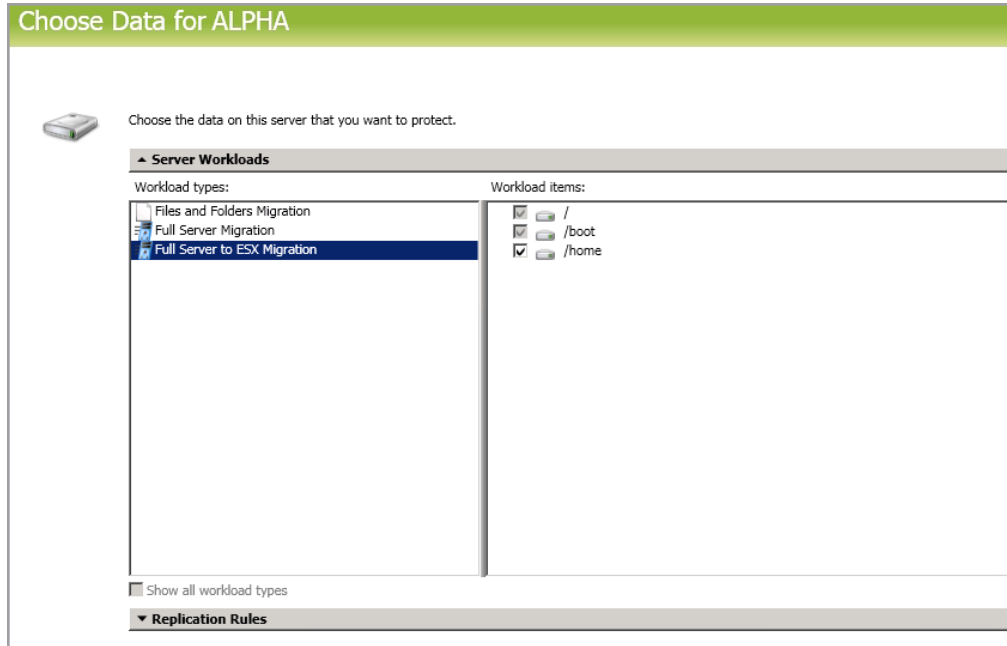 Choose Data for ALPHA
Choose the data on this server that you want to protect.
Server Workloads
Workload types:
Workload items:
Files and Folders Migration
Full Server Migration
Full Server to ESX Migration
/
/boot
/home
Show all workload types
Replication Rules